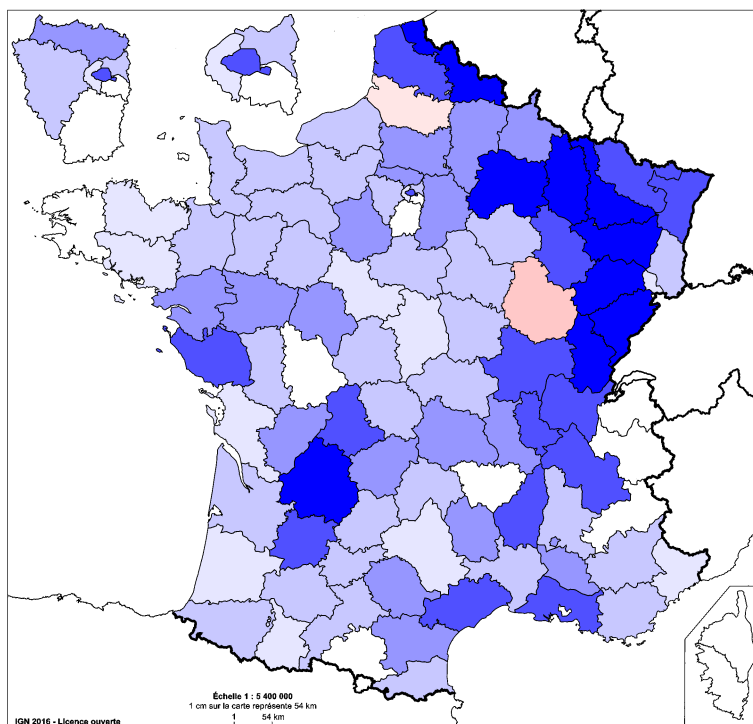 Échelle 1 : 5 400 000
1 cm sur la carte représente 54 km
1 54 km
IGN 2016 - Licence ouverte